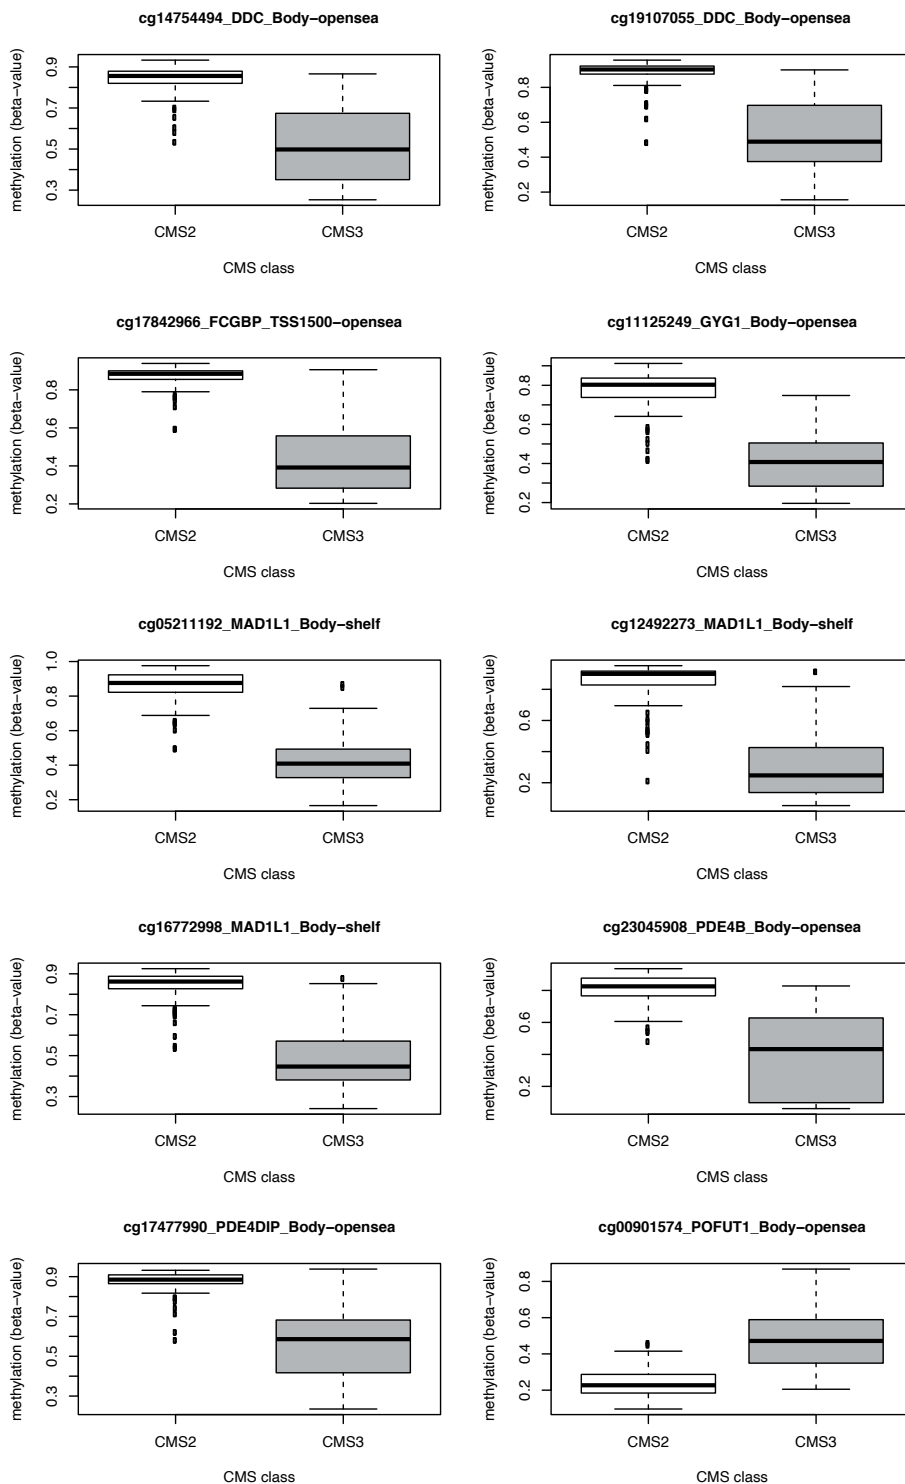 cg14754494_DDC_Body−opensea
methylation (beta−value)
0.3 0.5 0.7 0.9
CMS2 CMS3
CMS class
cg19107055_DDC_Body−opensea
methylation (beta−value)
0.2 0.4 0.6 0.8
CMS2 CMS3
CMS class
cg17842966_FCGBP_TSS1500−opensea
methylation (beta−value)
0.2 0.4 0.6 0.8
CMS2 CMS3
CMS class
cg11125249_GYG1_Body−opensea
methylation (beta−value)
0.2 0.4 0.6 0.8
CMS2 CMS3
CMS class
cg05211192_MAD1L1_Body−shelf
methylation (beta−value)
0.2 0.4 0.6 0.8 1.0
CMS2 CMS3
CMS class
cg12492273_MAD1L1_Body−shelf
methylation (beta−value)
0.2 0.6
CMS2 CMS3
CMS class
cg16772998_MAD1L1_Body−shelf
methylation (beta−value)
0.3 0.5 0.7 0.9
CMS2 CMS3
CMS class
cg23045908_PDE4B_Body−opensea
methylation (beta−value)
0.2 0.6
CMS2 CMS3
CMS class
cg17477990_PDE4DIP_Body−opensea
methylation (beta−value)
0.3 0.5 0.7 0.9
CMS2 CMS3
CMS class
cg00901574_POFUT1_Body−opensea
methylation (beta−value)
0.2 0.4 0.6 0.8
CMS2 CMS3
CMS class